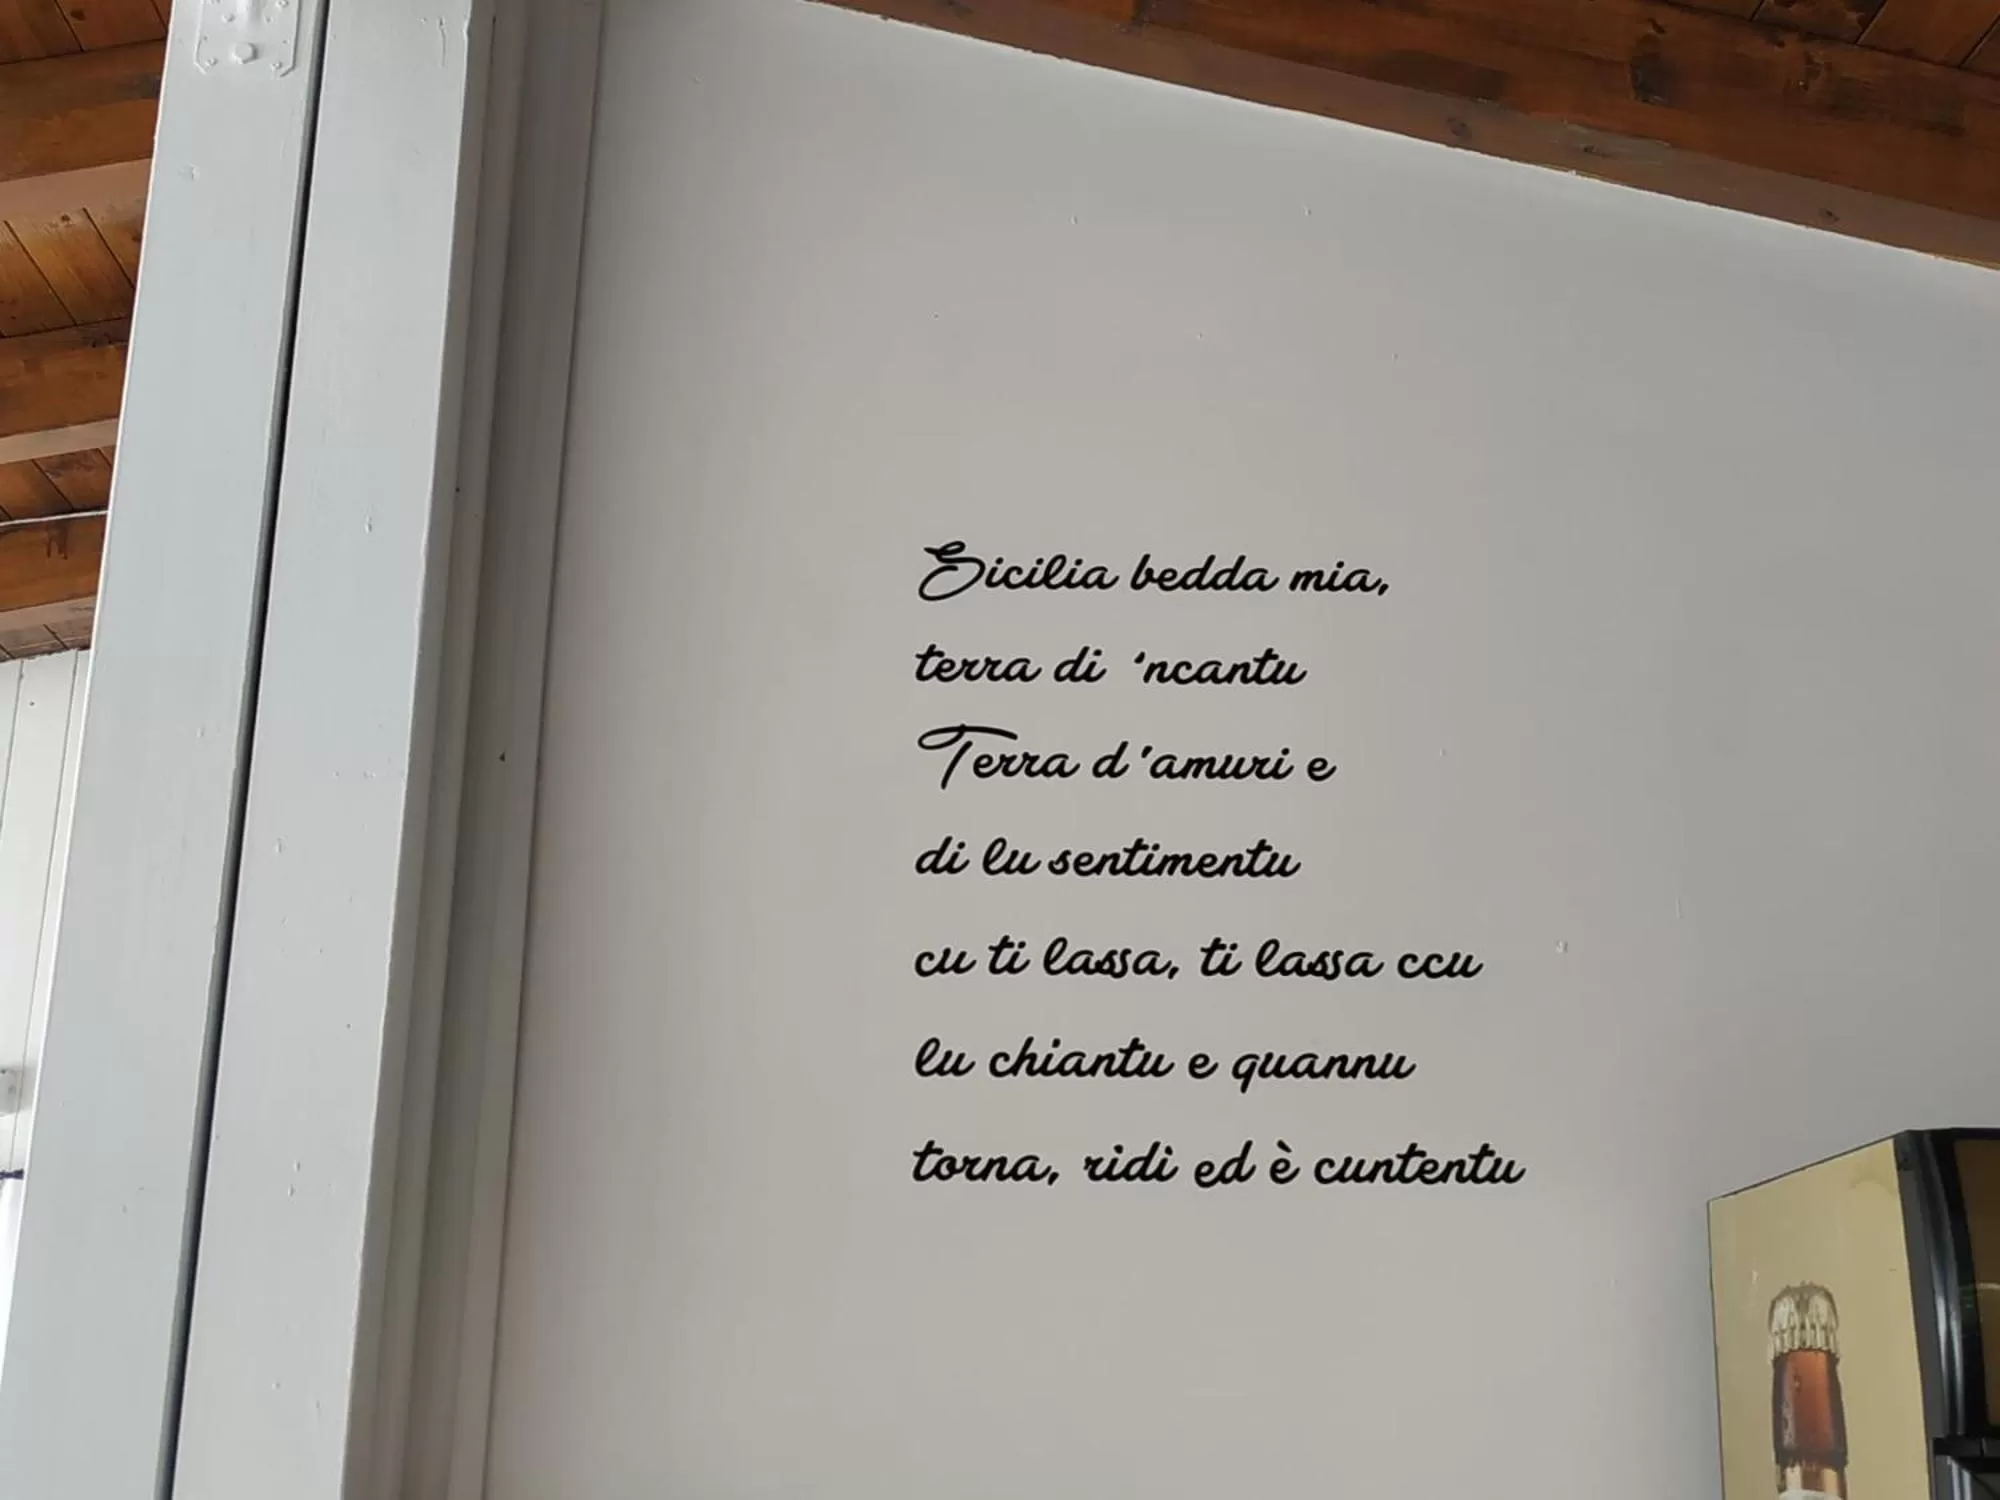 Sicilia bedda mia,
terra di 'ncantu
Terra d'amuri e
di lu sentimentu
cu ti lassa, ti lassa ccu
lu chiantu e quannu
torna, ridi ed è cuntentu